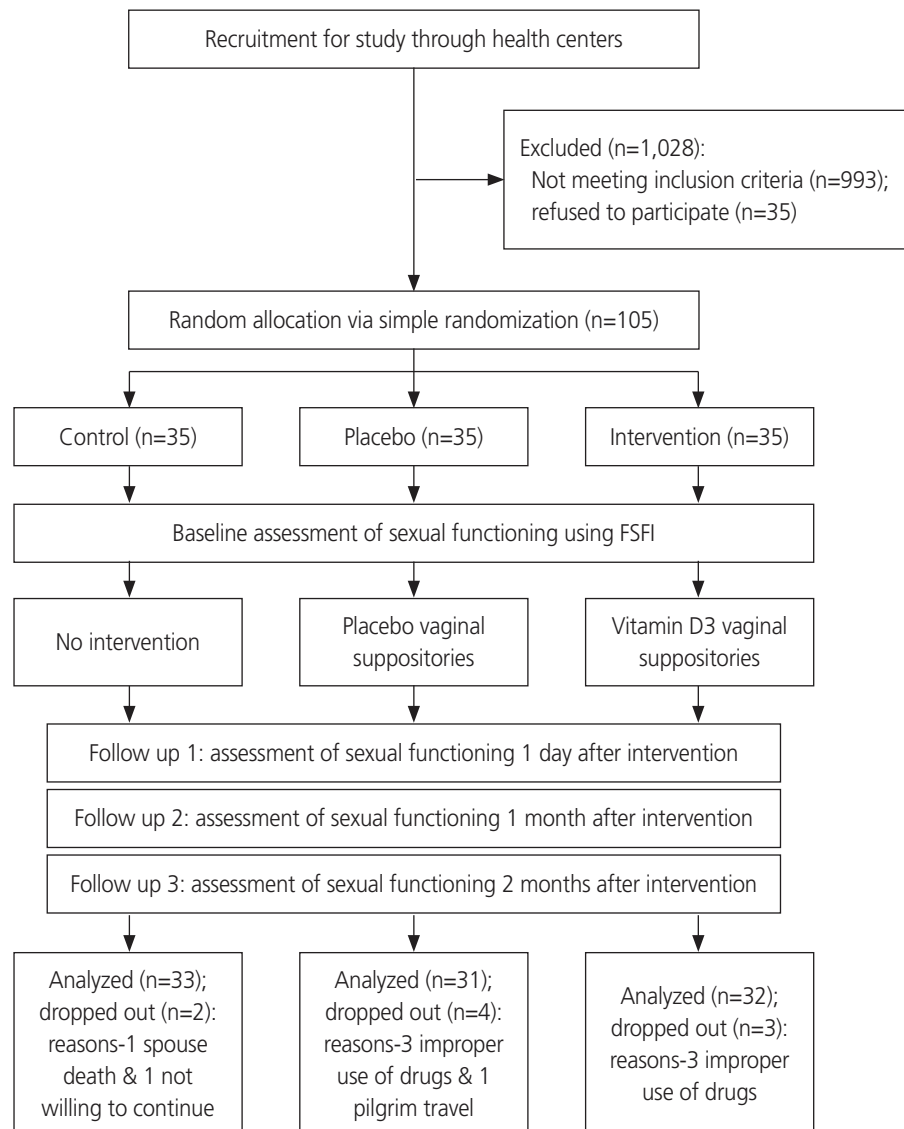 Recruitment for study through health centers
Excluded (n=1,028):
Not meeting inclusion criteria (n=993);
refused to participate (n=35)
Random allocation via simple randomization (n=105)
Control (n=35)
Placebo (n=35)
Intervention (n=35)
Baseline assessment of sexual functioning using FSFI
No intervention
Placebo vaginal
suppositories
Vitamin D3 vaginal
suppositories
Follow up 1: assessment of sexual functioning 1 day after intervention
Follow up 2: assessment of sexual functioning 1 month after intervention
Follow up 3: assessment of sexual functioning 2 months after intervention
Analyzed (n=33);
dropped out (n=2):
reasons-1 spouse
death & 1 not
willing to continue
Analyzed (n=31);
dropped out (n=4):
reasons-3 improper
use of drugs & 1
pilgrim travel
Analyzed (n=32);
dropped out (n=3):
reasons-3 improper
use of drugs